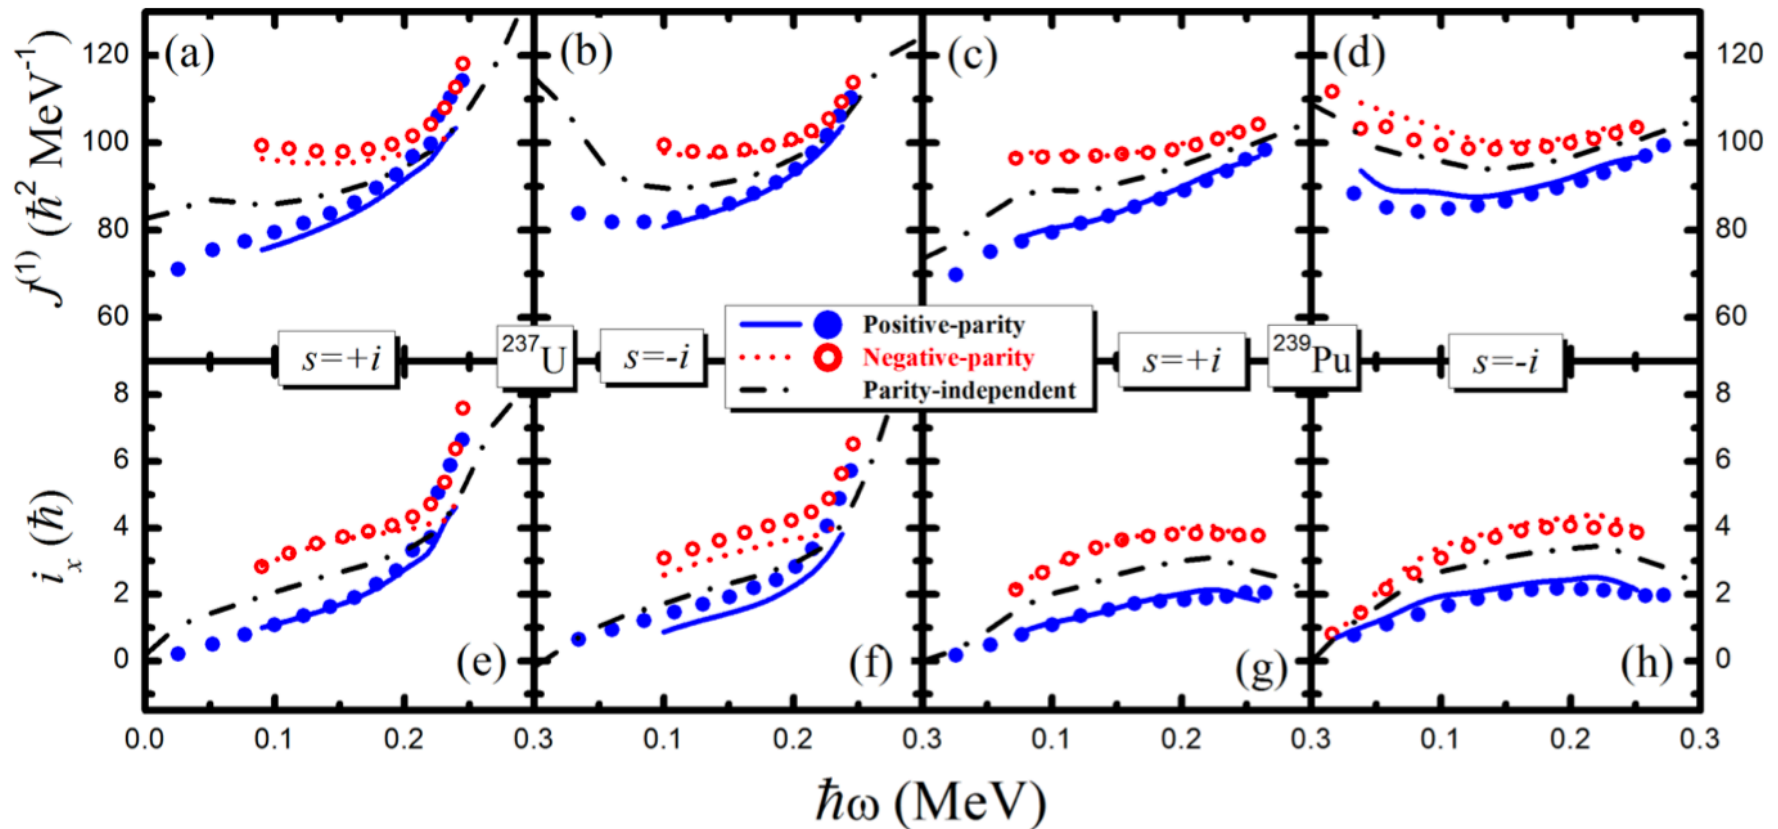 (a) (b) (c) (d)
120 100 80 60
J⁽¹⁾ (ħ² MeV⁻¹)
120 100 80 60
s=+i ²³⁷U s=-i s=+i ²³⁹Pu s=-i
Positive-parity
Negative-parity
Parity-independent
8 6 4 2 0
iₓ (ħ)
8 6 4 2 0
(e) (f) (g) (h)
0.0 0.1 0.2 0.3 0.1 0.2 0.3 0.1 0.2 0.3 0.1 0.2 0.3
ħω (MeV)